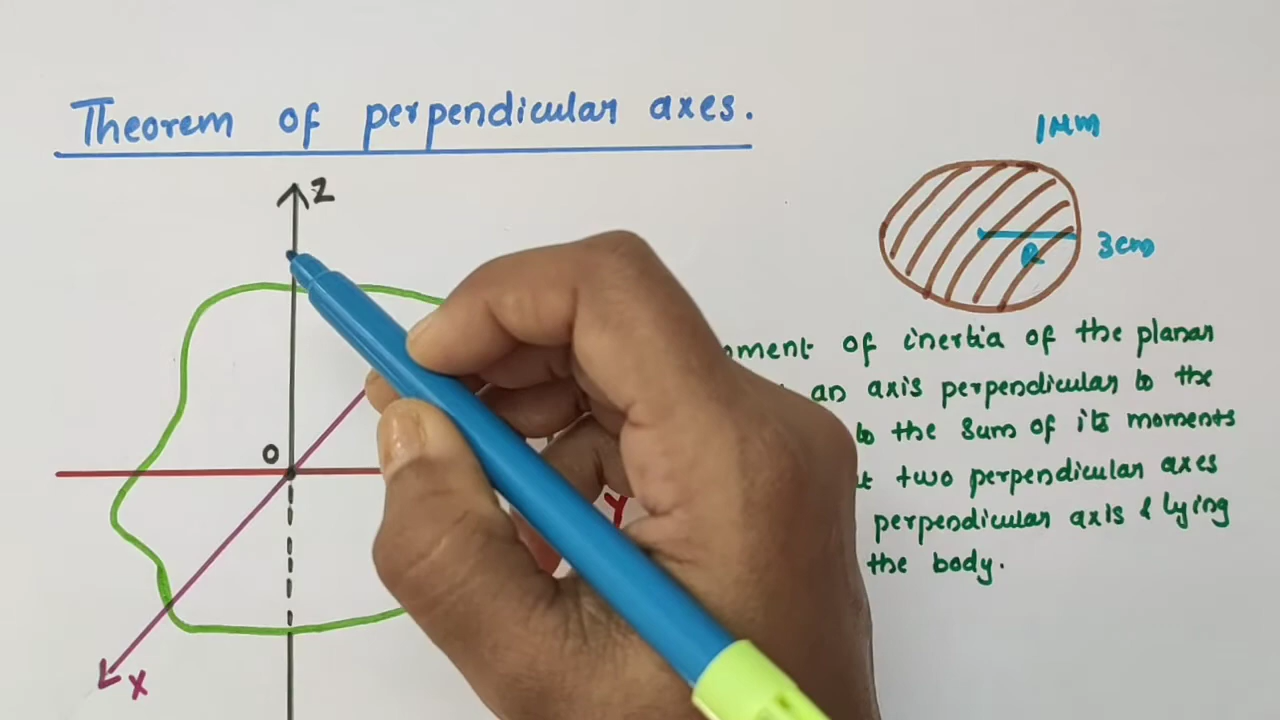 Theorem of perpendicular axes.
1Mm
Z
R
3cm
of inertia of the planar
an axis perpendicular to the
to the sum of its moments
two perpendicular axes
O
Y
perpendicular axis & lying
the body.
X